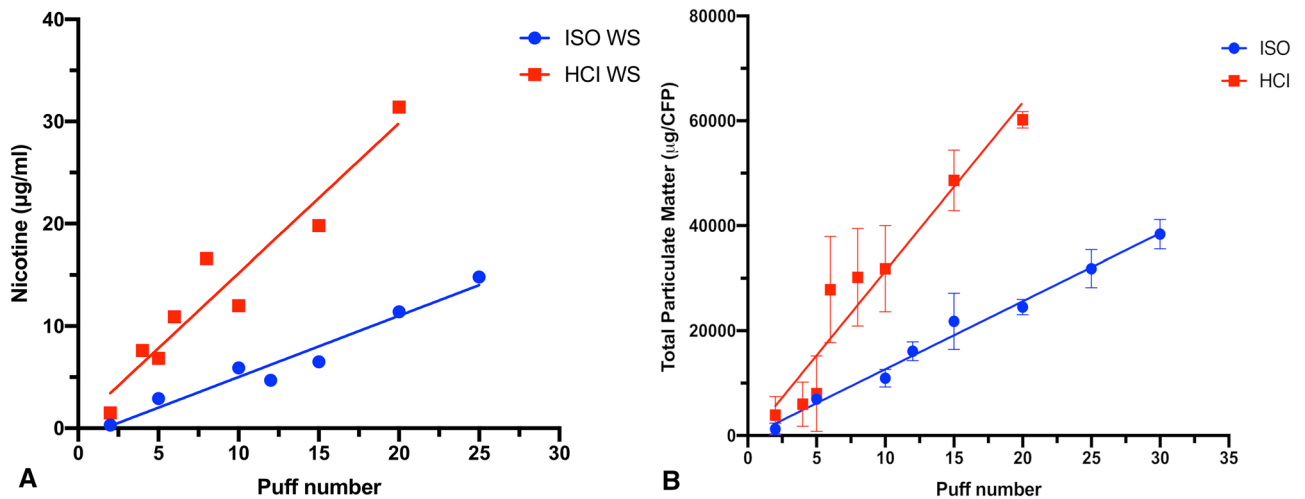 40
30
20
10
0
Nicotine (µg/ml)
0 5 10 15 20 25 30
Puff number
ISO WS
HCI WS
A
80000
60000
40000
20000
0
Total Particulate Matter (µg/CFP)
0 5 10 15 20 25 30 35
Puff number
ISO
HCI
B